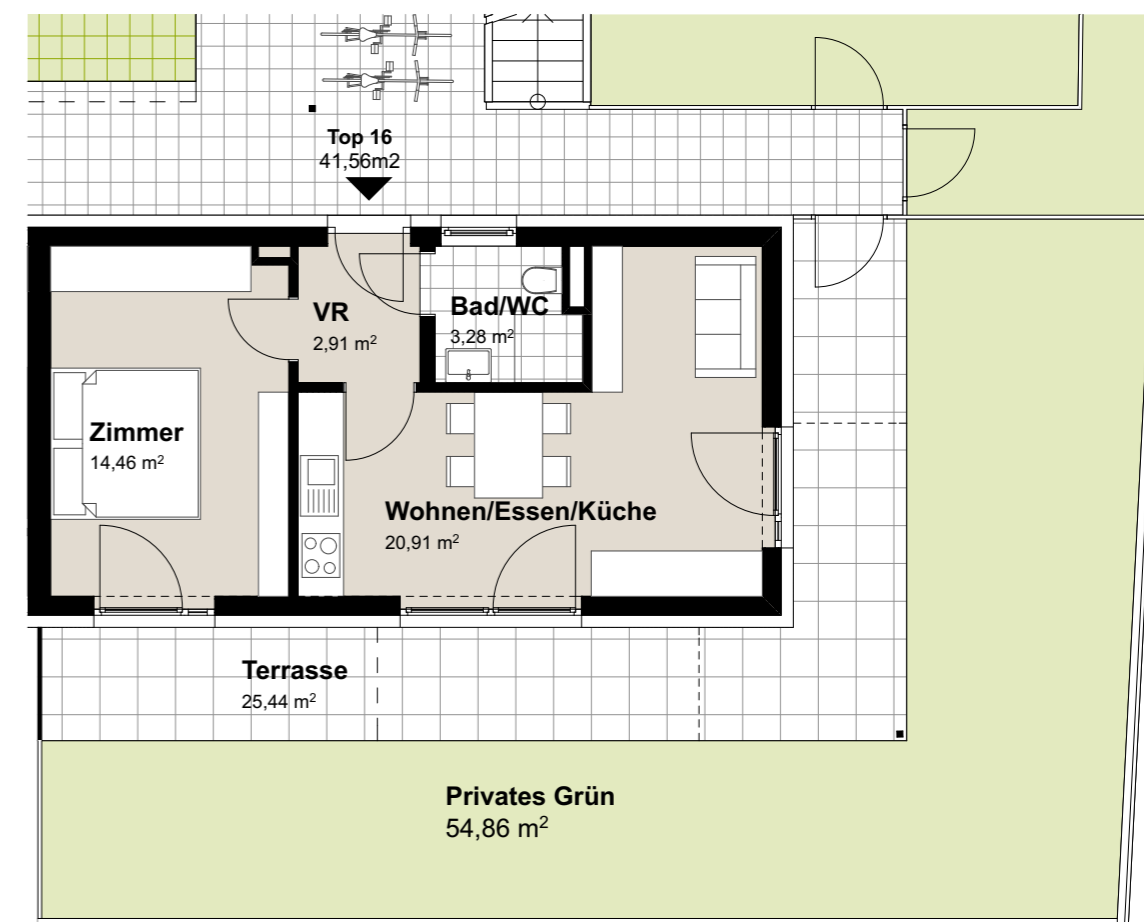 Top 16
41,56m2
VR
2,91 m²
Bad/WC
3,28 m²
Zimmer
14,46 m²
Wohnen/Essen/Küche
20,91 m²
Terrasse
25,44 m²
Privates Grün
54,86 m²